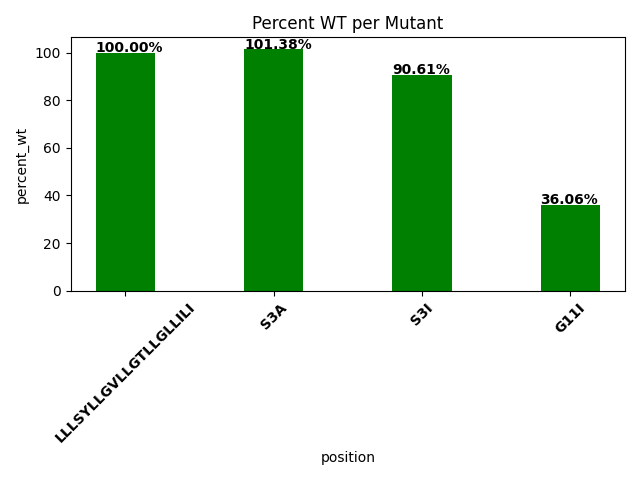 Percent WT per Mutant
percent_wt
100
80
60
40
20
0
100.00%
101.38%
90.61%
36.06%
LLLSYLLGVLLGTLLGLLILI
S3A
S3I
G11I
position